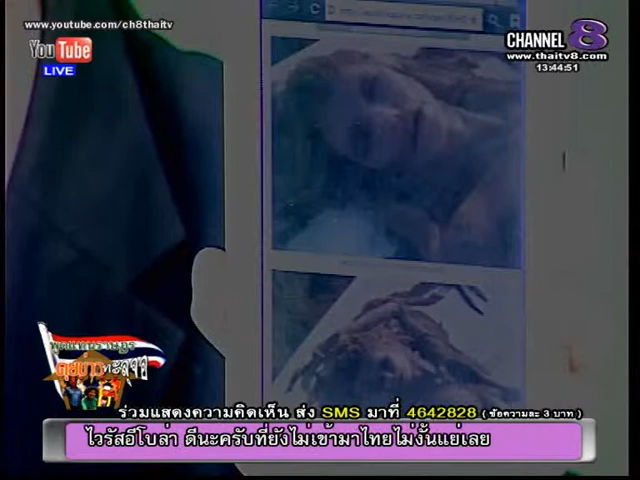 www.youtube.com/ch8thaitv
YouTube
LIVE
CHANNEL 8
www.thaitv8.com
13:44:51
ร่วมแสดงความคิดเห็น ส่ง SMS มาที่ 4642828 ( ข้อความละ 3 บาท )
ไวรัสอีโบล่า ดีนะครับที่ยังไม่เข้ามาไทยไม่งั้นแย่เลย